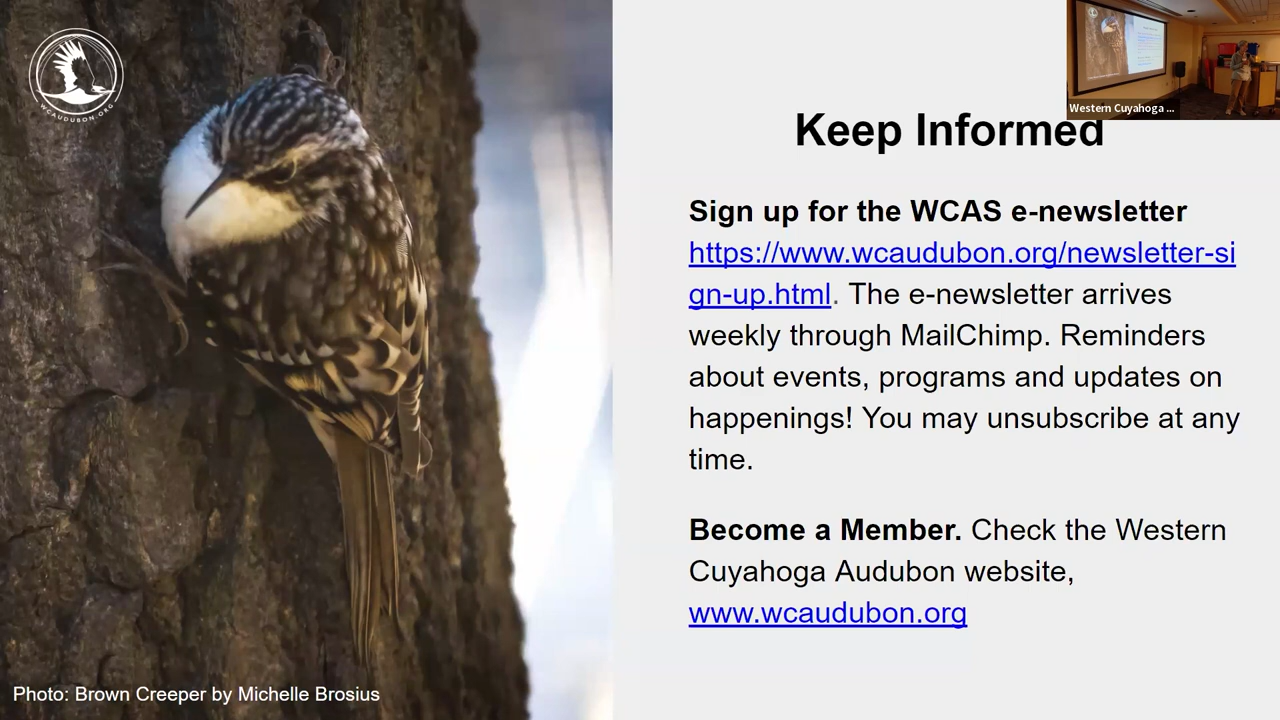 WCAUDUBON.ORG
Western Cuyahoga ...
Keep Informed
Sign up for the WCAS e-newsletter
https://www.wcaudubon.org/newsletter-si
gn-up.html. The e-newsletter arrives
weekly through MailChimp. Reminders
about events, programs and updates on
happenings! You may unsubscribe at any
time.
Become a Member. Check the Western
Cuyahoga Audubon website,
www.wcaudubon.org
Photo: Brown Creeper by Michelle Brosius